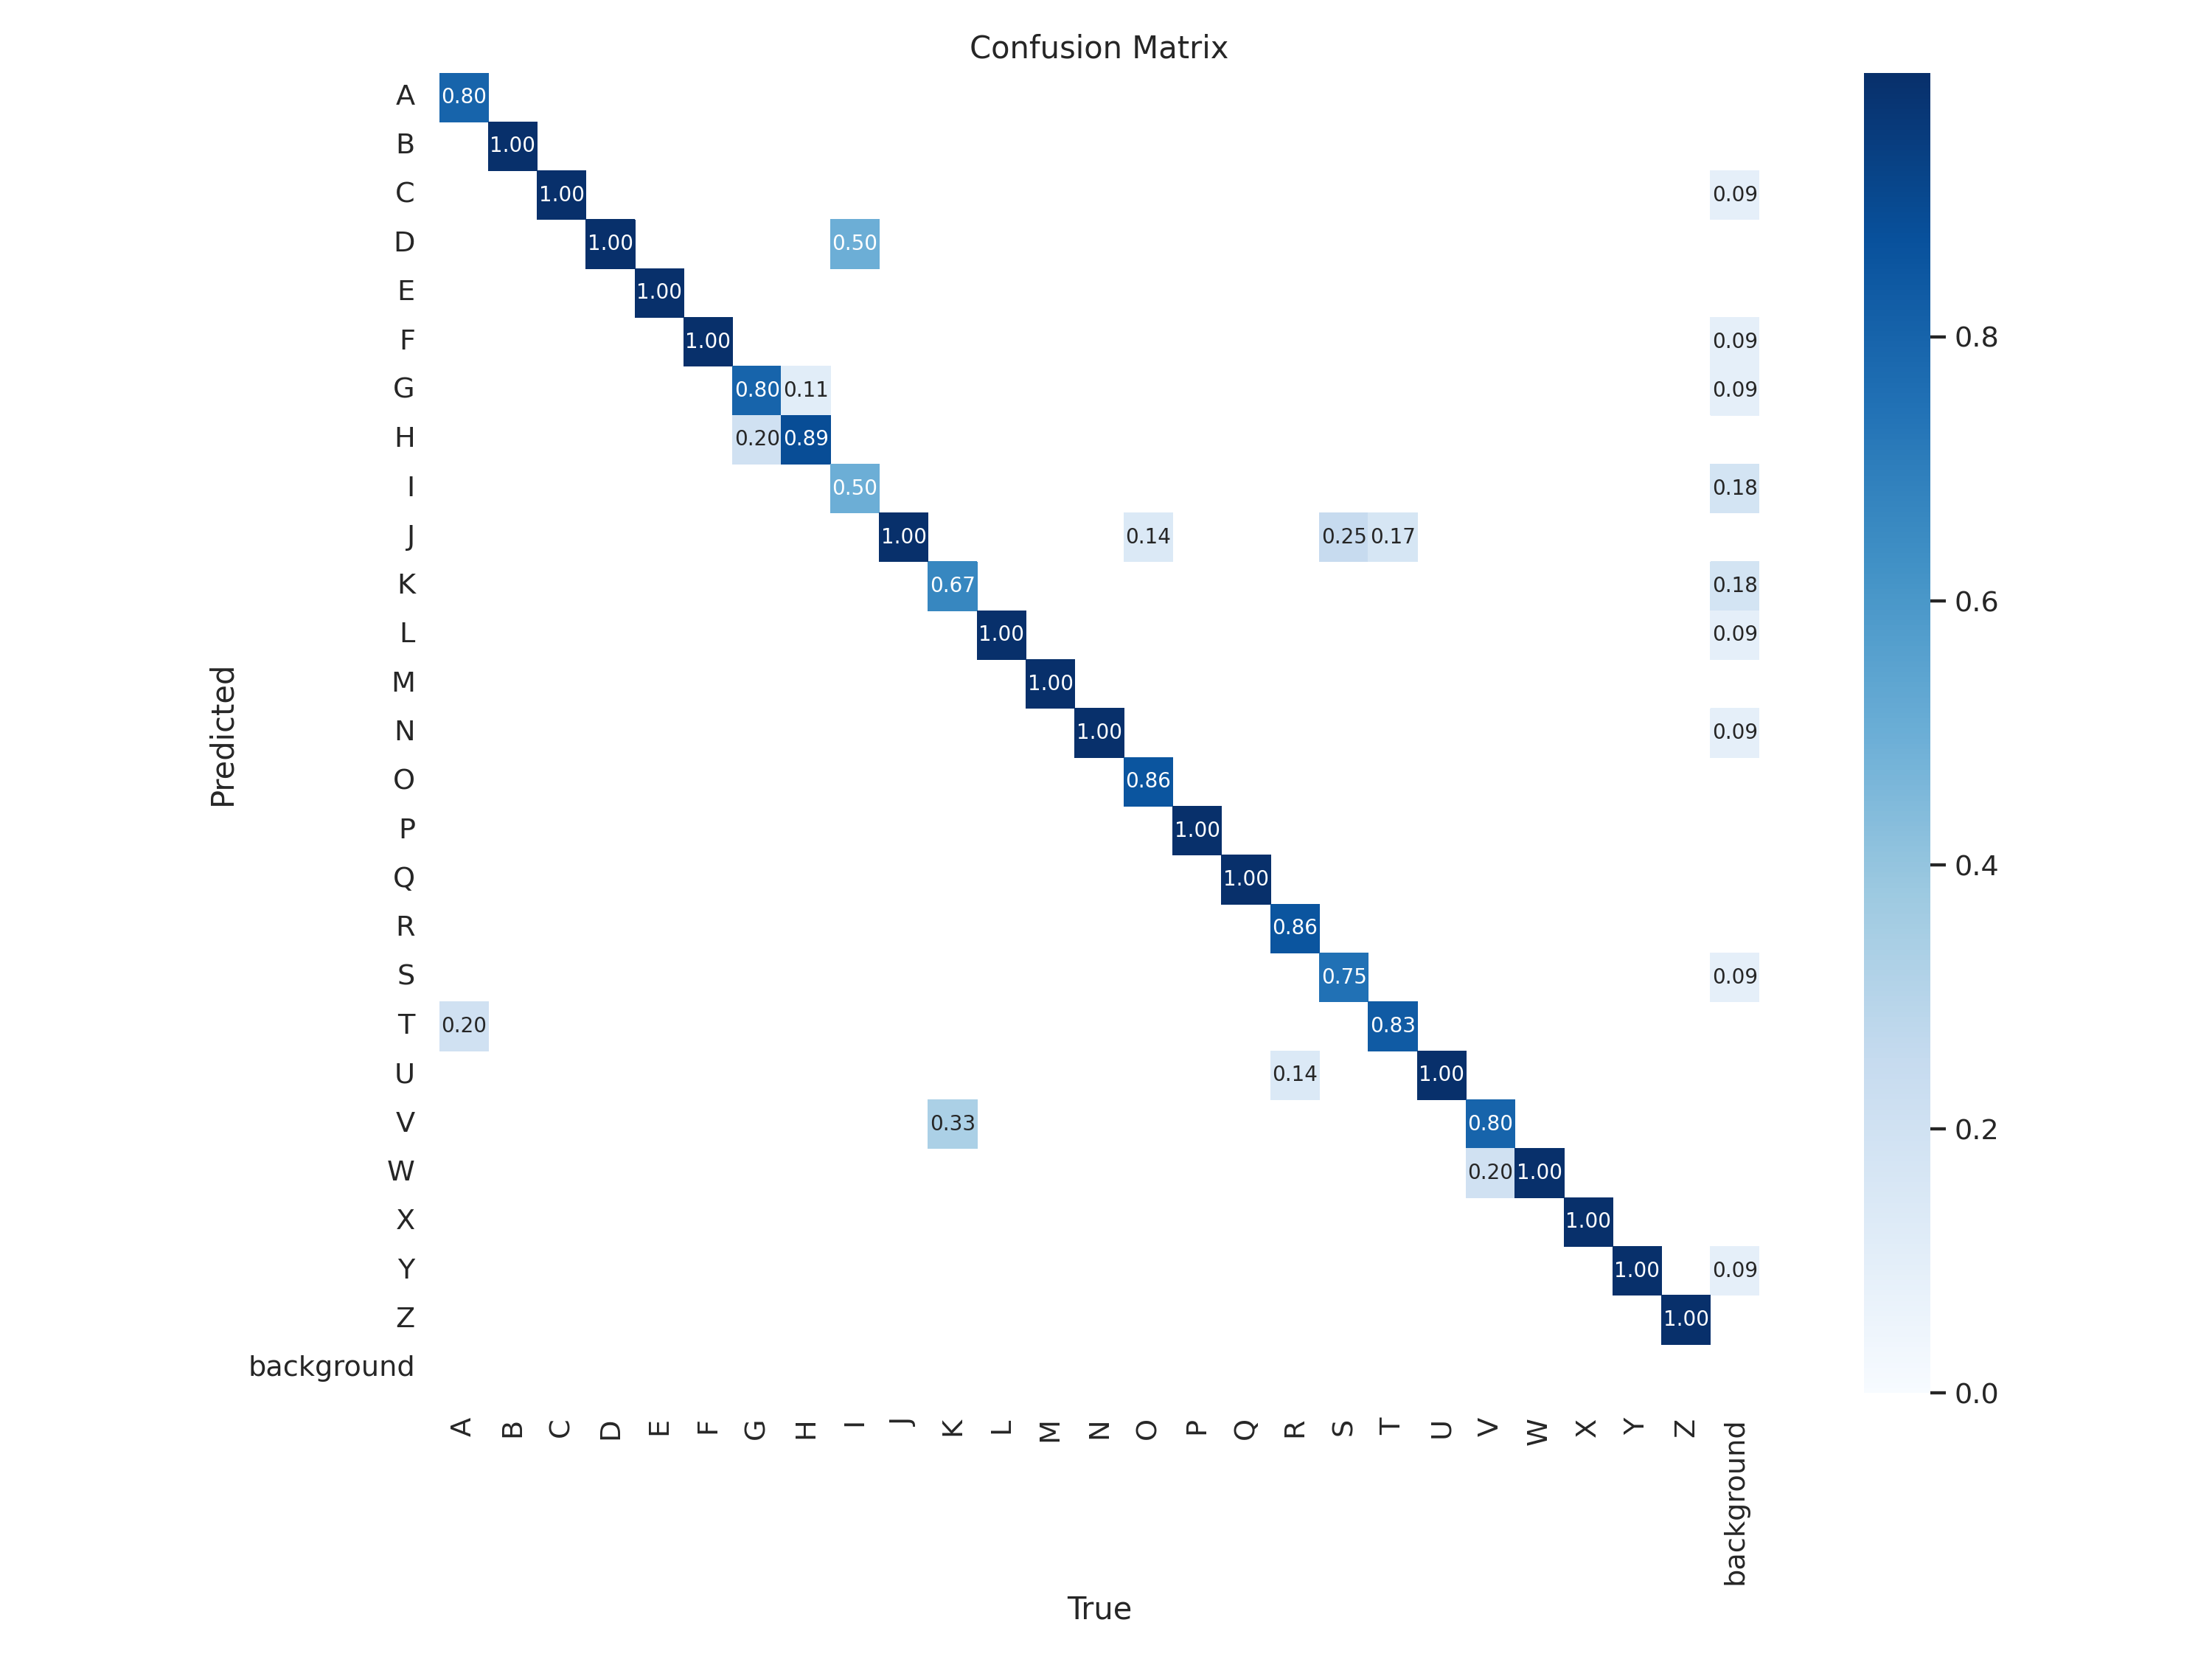 Confusion Matrix
A 0.80
B 1.00
C 1.00 0.09
D 1.00 0.50
E 1.00
F 1.00 0.09 0.8
G 0.80 0.11 0.09
H 0.20 0.89
I 0.50 0.18
J 1.00 0.14 0.25 0.17
K 0.67 0.18 0.6
L 1.00 0.09
M 1.00
Predicted
N 1.00 0.09
O 0.86
P 1.00
0.4
Q 1.00
R 0.86
S 0.75 0.09
T 0.20 0.83
U 0.14 1.00
V 0.33 0.80 0.2
W 0.20 1.00
X 1.00
Y 1.00 0.09
Z 1.00
background
0.0
A B C D E F G H I J K L M N O P Q R S T U V W X Y Z background
True